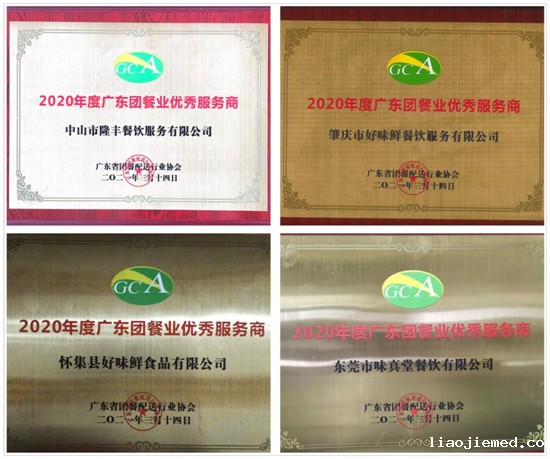 GCA
2020年度广东团餐业优秀服务商
中山市隆丰餐饮服务有限公司
广东省团餐配送行业协会
二〇二一年三月十四日
GCA
2020年度广东团餐业优秀服务商
肇庆市好味鲜餐饮服务有限公司
广东省团餐配送行业协会
二〇二一年三月十四日
GCA
2020年度广东团餐业优秀服务商
怀集县好味鲜食品有限公司
广东省团餐配送行业协会
二〇二一年三月十四日
GCA
2020年度广东团餐业优秀服务商
东莞市味真堂餐饮有限公司
广东省团餐配送行业协会
二〇二一年三月十四日
liaojiemed.co